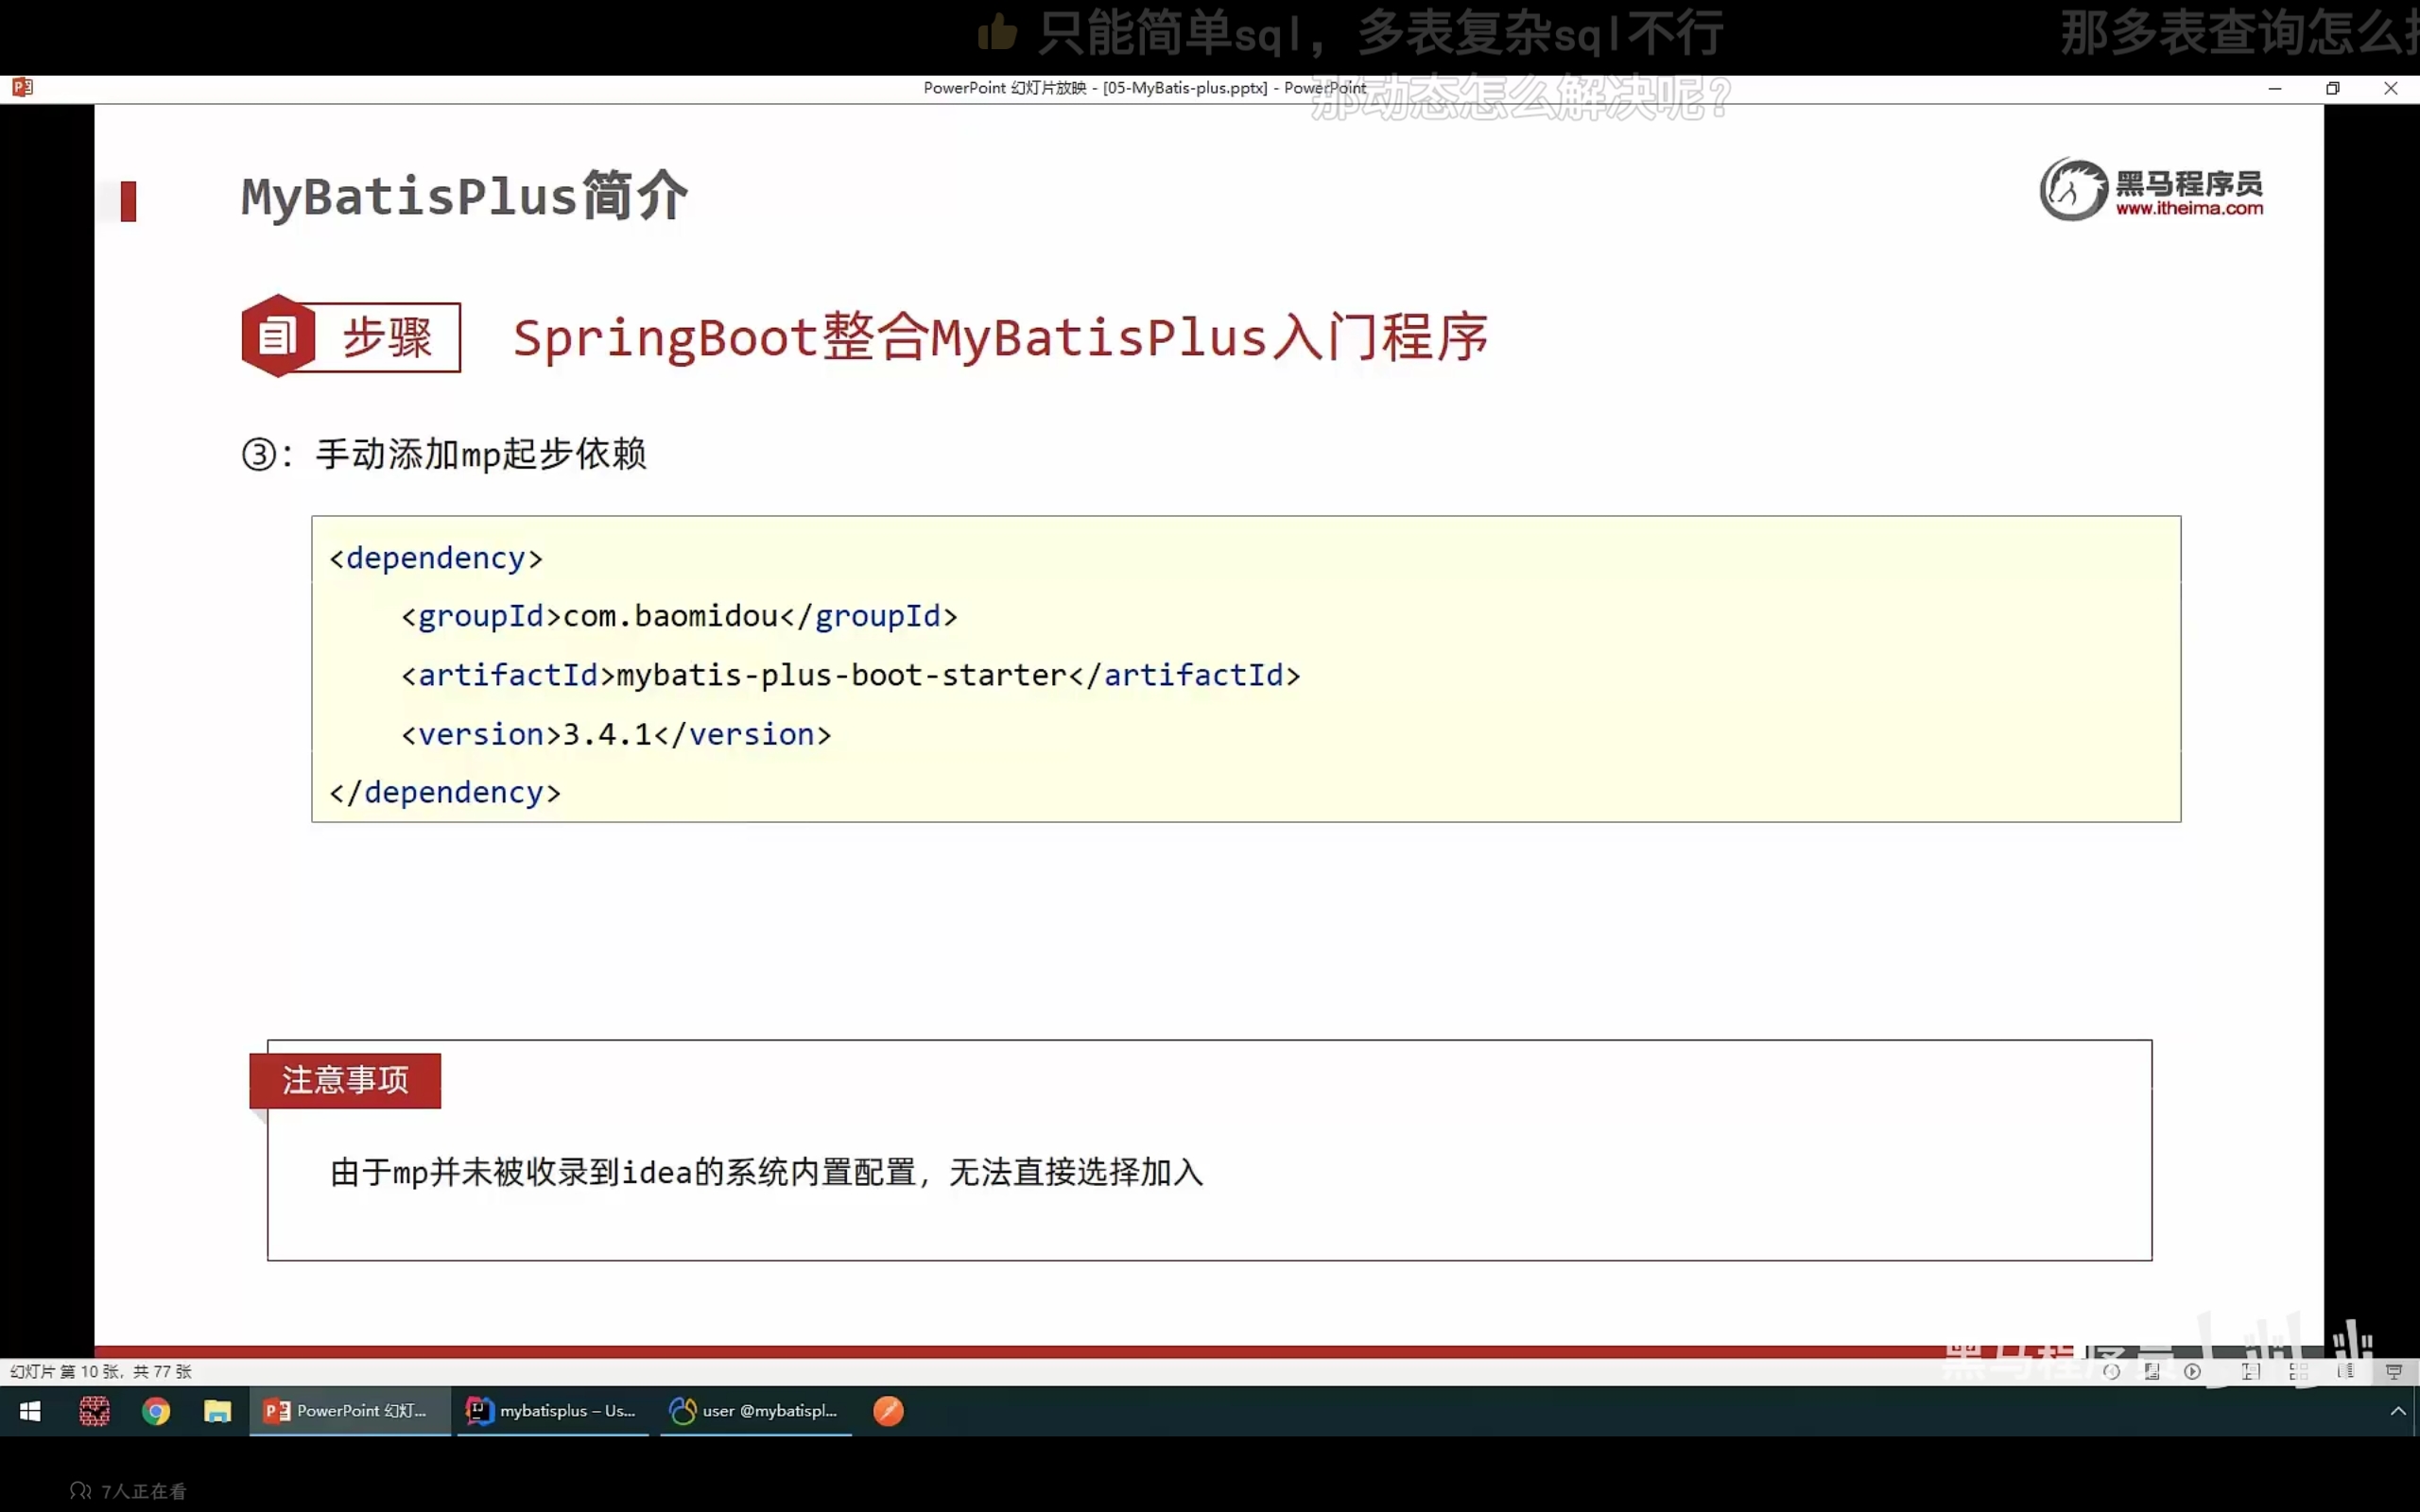 只能简单sql，多表复杂sql不行
那多表查询怎么
PowerPoint 幻灯片放映 - [05-MyBatis-plus.pptx] - PowerPoint
那动态怎么解决呢?
MyBatisPlus简介
黑马程序员
www.itheima.com
步骤
SpringBoot整合MyBatisPlus入门程序
③：手动添加mp起步依赖
<dependency>
<groupId>com.baomidou</groupId>
<artifactId>mybatis-plus-boot-starter</artifactId>
<version>3.4.1</version>
</dependency>
注意事项
由于mp并未被收录到idea的系统内置配置，无法直接选择加入
黑马程序员
幻灯片 第 10 张，共 77 张
PowerPoint 幻灯...
mybatisplus – Us...
user @mybatispl...
7人正在看